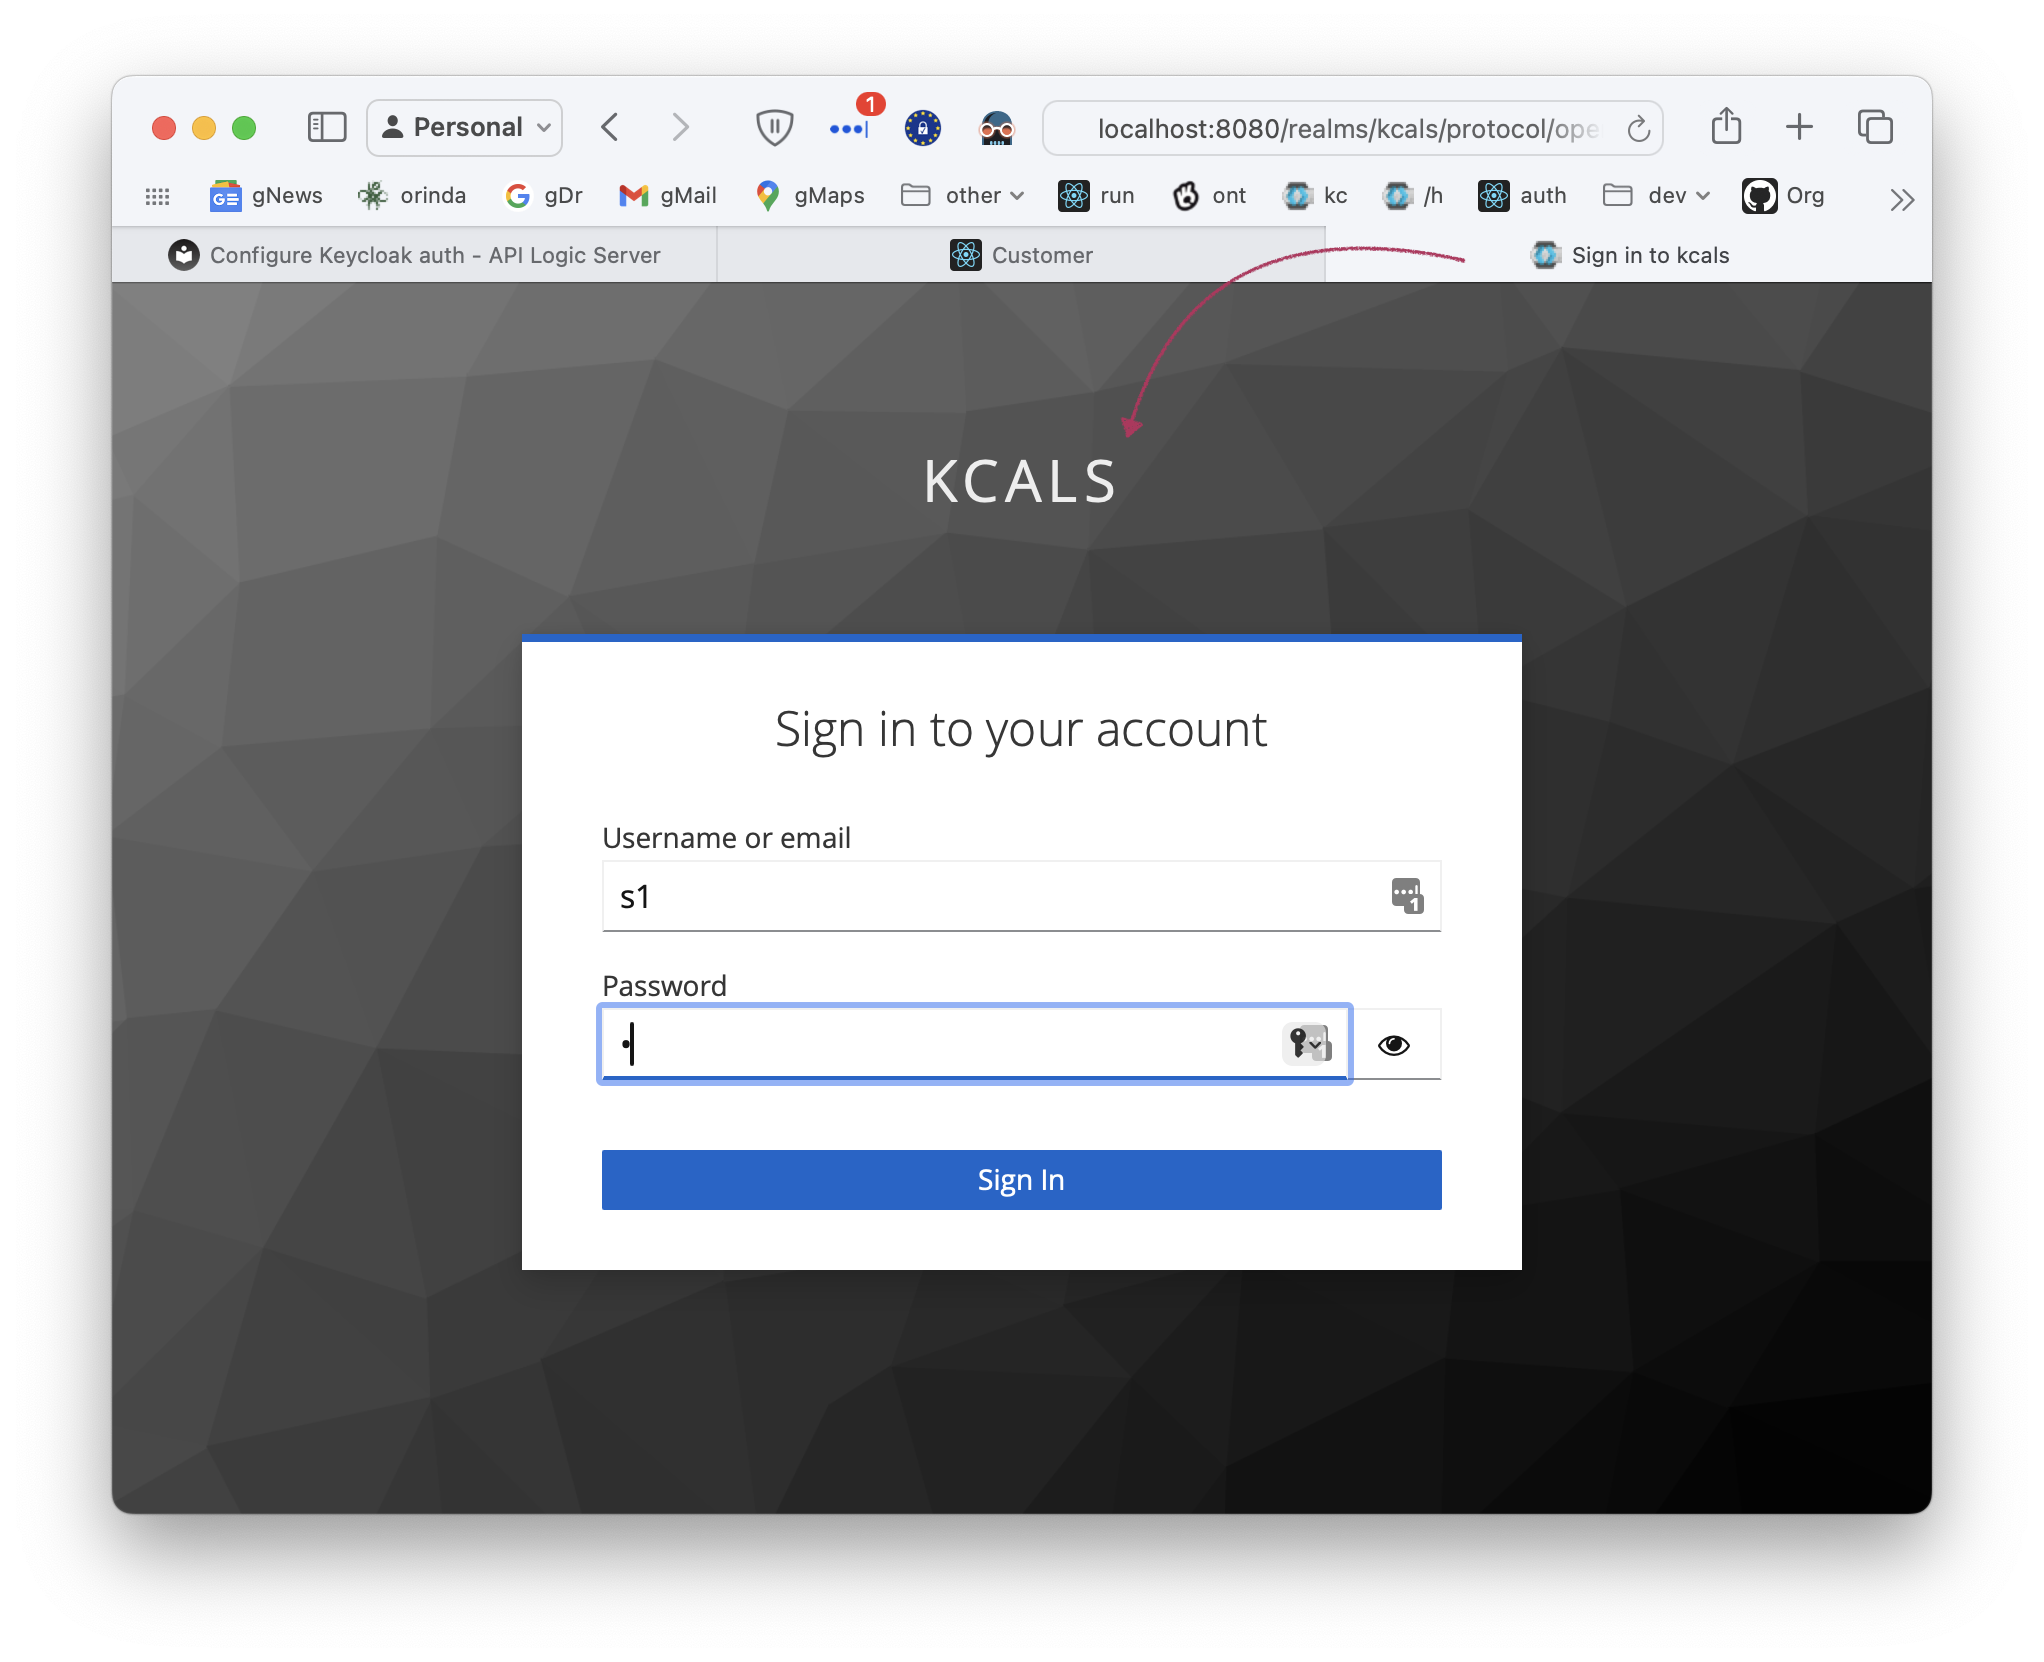 Personal
1
localhost:8080/realms/kcals/protocol/ope
gNews orinda gDr gMail gMaps other run ont kc /h auth dev Org
Configure Keycloak auth - API Logic Server
Customer
Sign in to kcals
KCALS
Sign in to your account
Username or email
s1
Password
Sign In